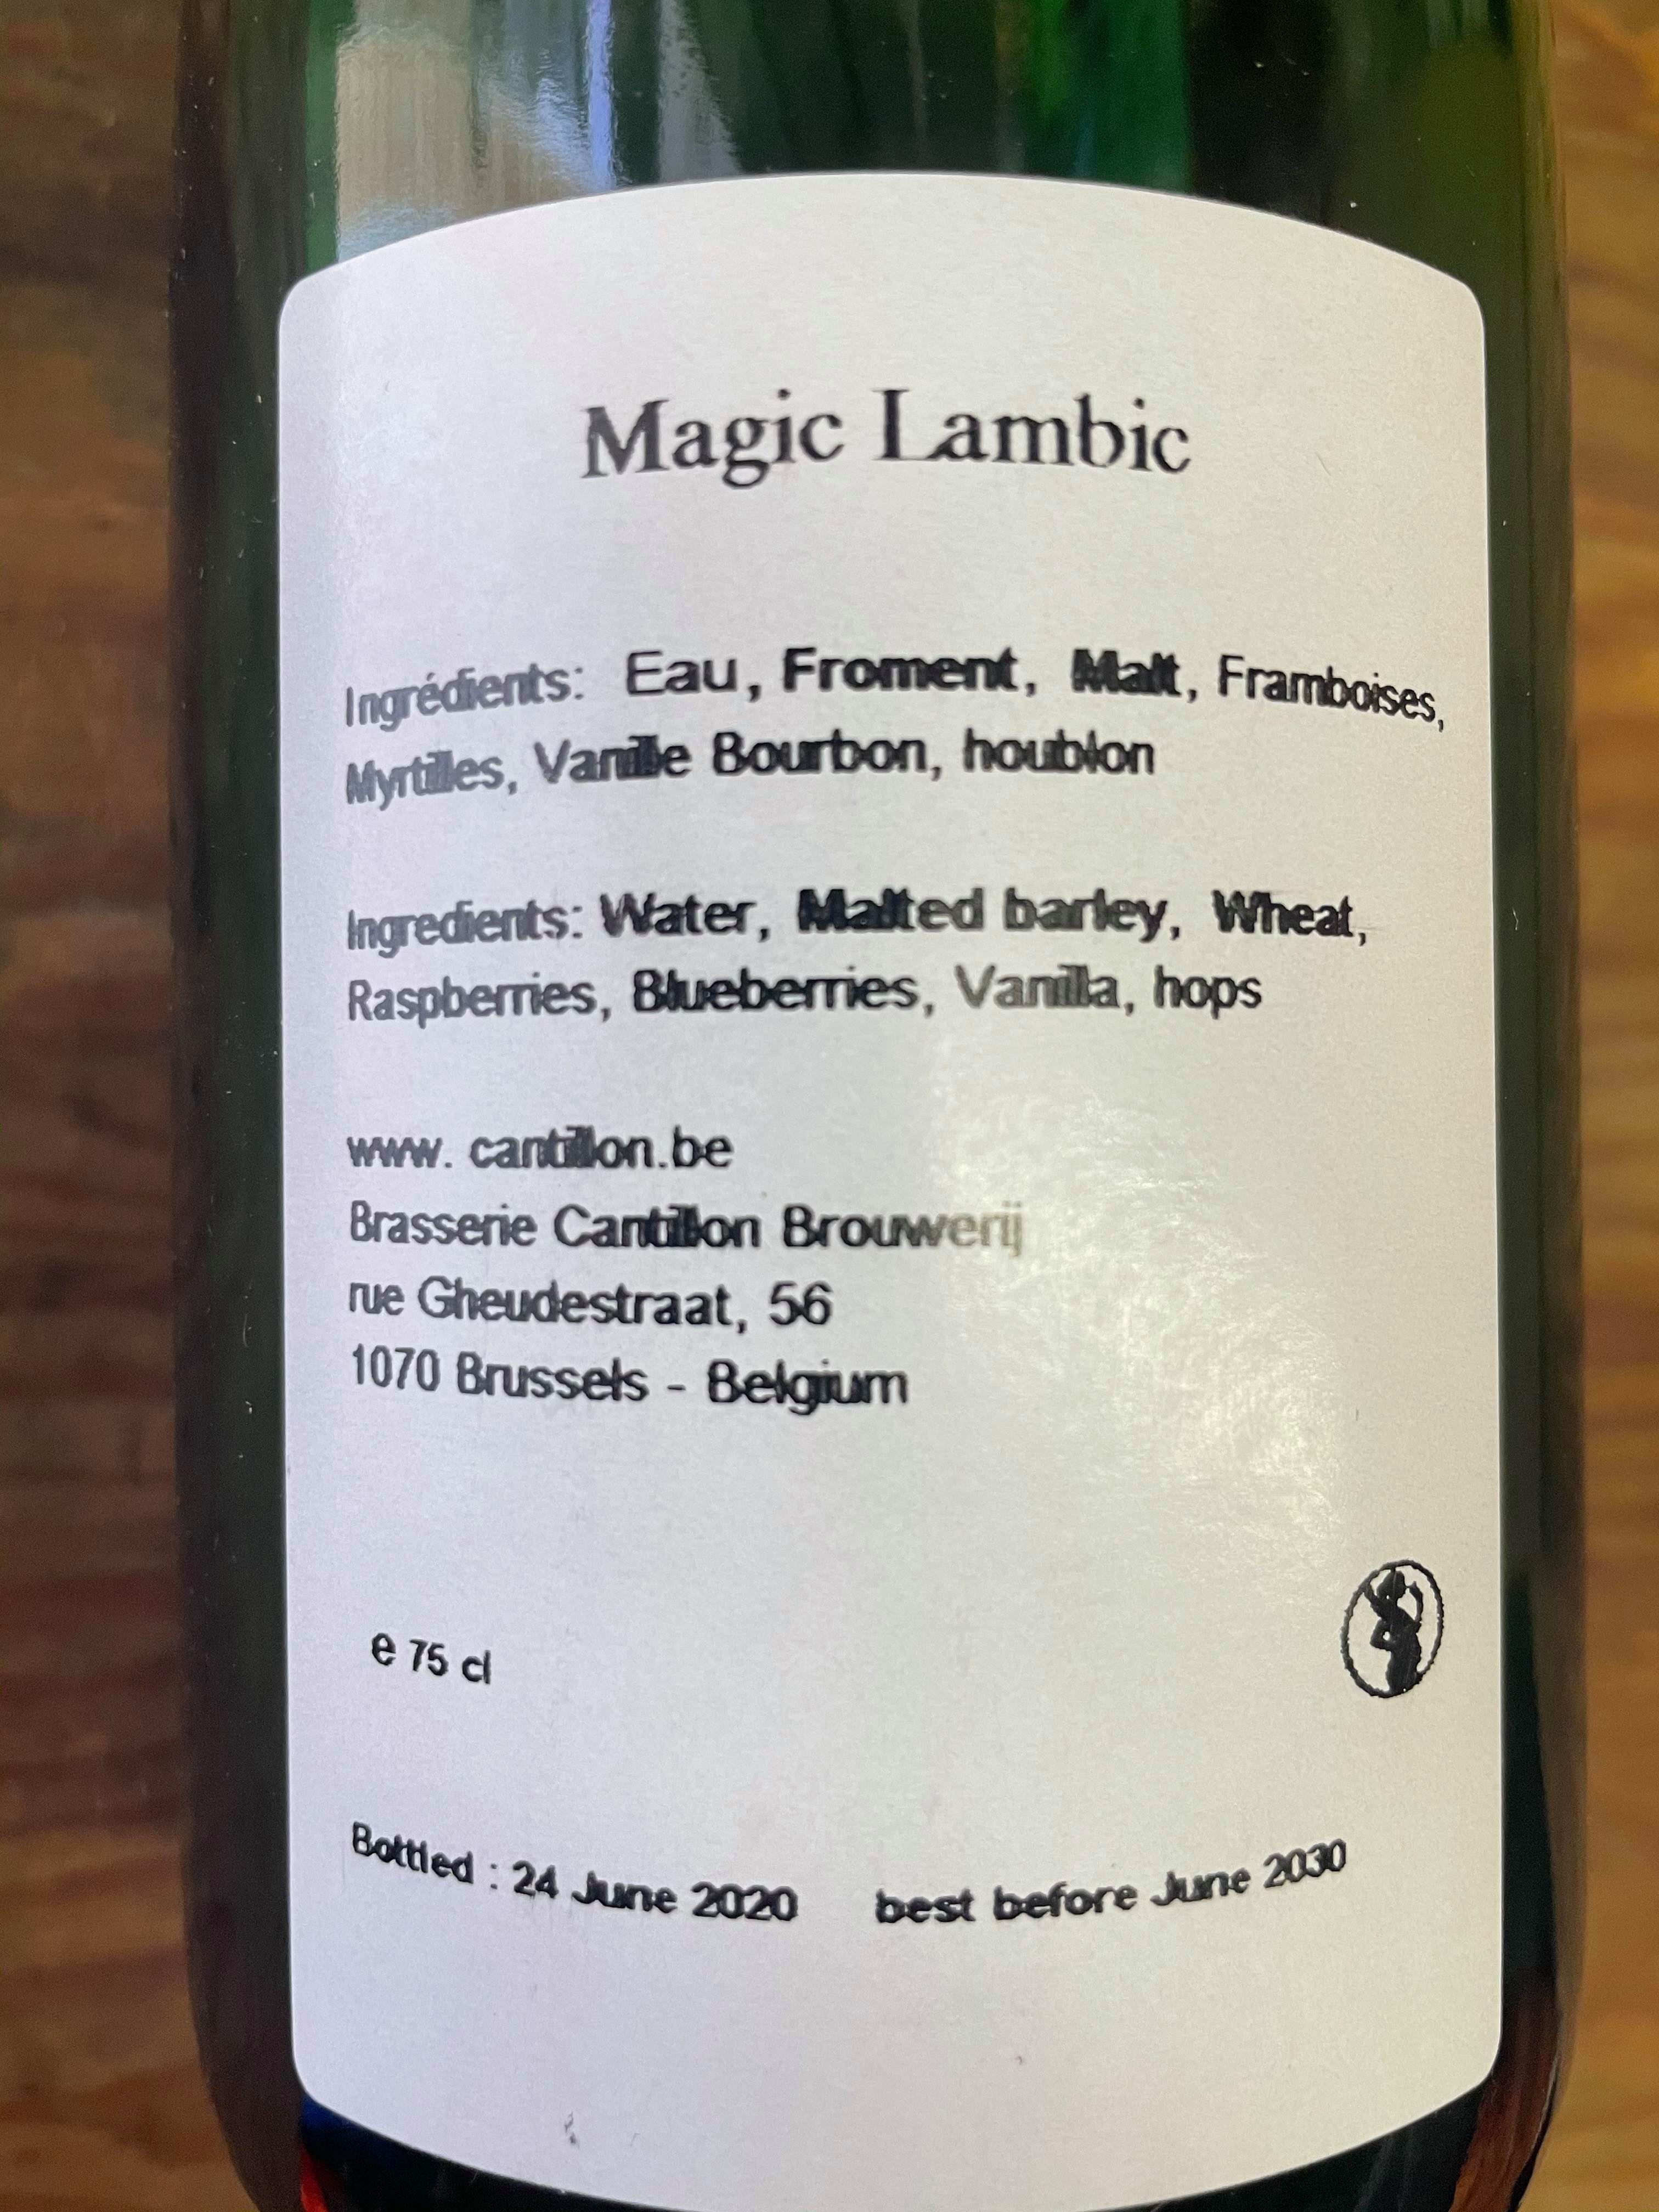 Magic Lambic
Ingrédients: Eau, Froment, Malt, Framboises,
Myrtilles, Vanille Bourbon, houblon
Ingredients: Water, Malted barley, Wheat,
Raspberries, Blueberries, Vanilla, hops
www. cantillon.be
Brasserie Cantillon Brouwerij
rue Gheudestraat, 56
1070 Brussels - Belgium
e 75 cl
Bottled : 24 June 2020 best before June 2030